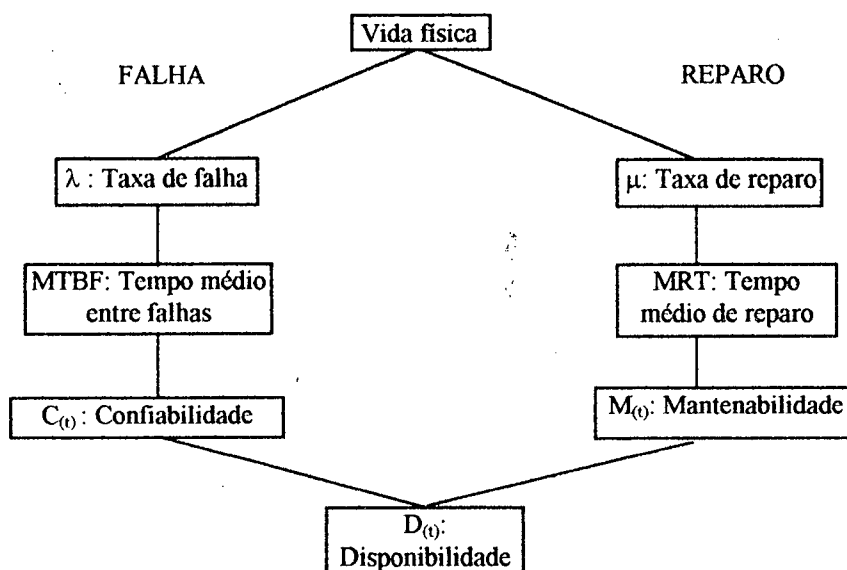 Vida física
FALHA
REPARO
λ : Taxa de falha
μ: Taxa de reparo
MTBF: Tempo médio
entre falhas
MRT: Tempo
médio de reparo
C(t) : Confiabilidade
M(t): Mantenabilidade
D(t):
Disponibilidade